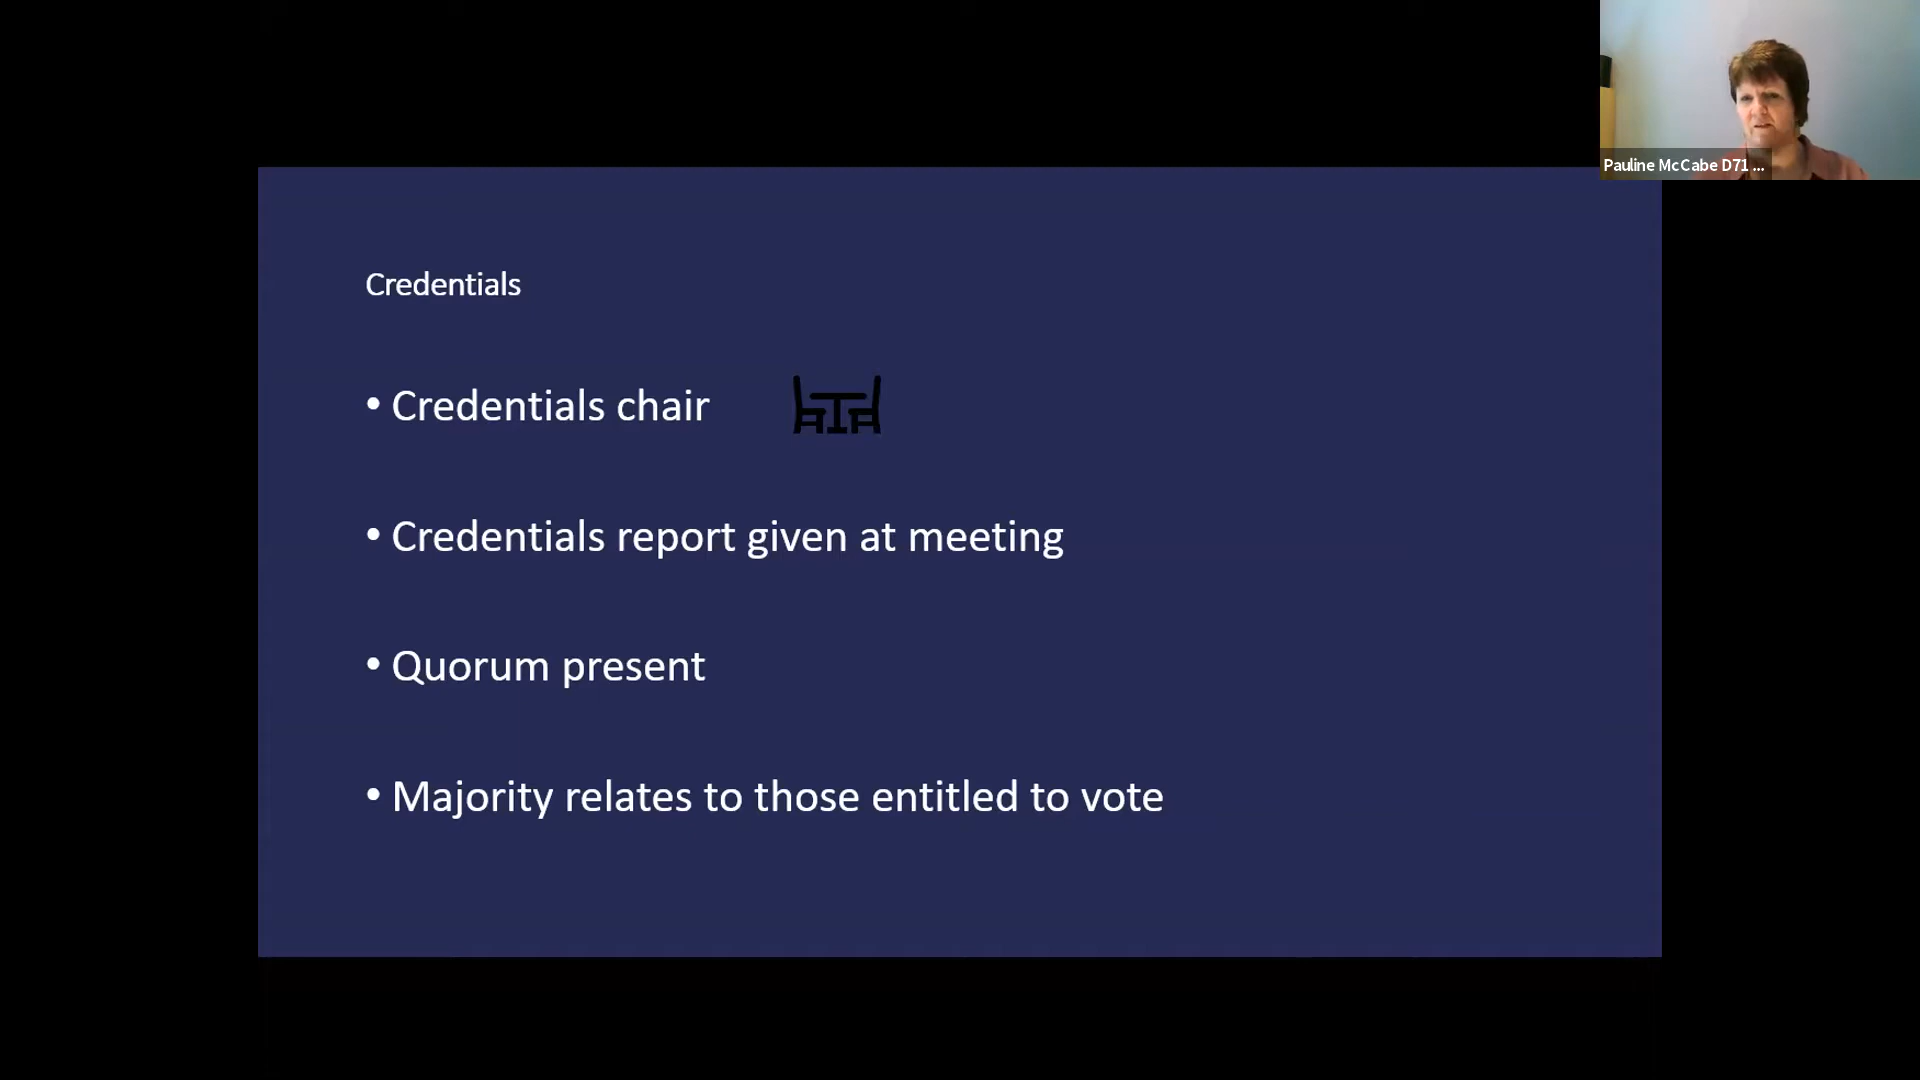 Pauline McCabe D71 ...
Credentials
• Credentials chair
• Credentials report given at meeting
• Quorum present
• Majority relates to those entitled to vote